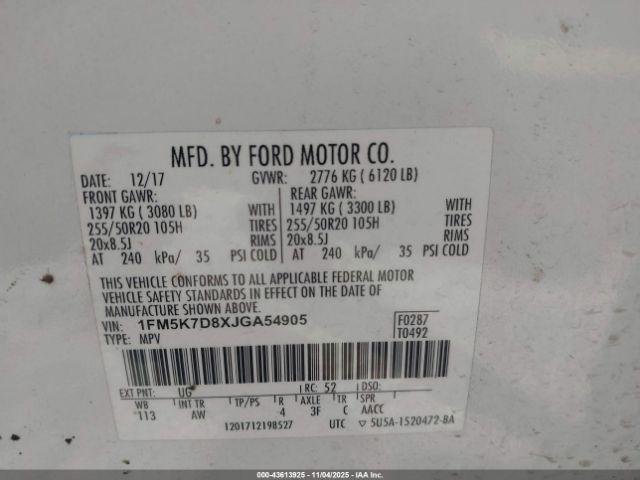 MFD. BY FORD MOTOR CO.
DATE: 12/17 GVWR: 2776 KG ( 6120 LB)
FRONT GAWR: REAR GAWR:
1397 KG ( 3080 LB) WITH 1497 KG ( 3300 LB) WITH
255/50R20 105H TIRES 255/50R20 105H TIRES
20x8.5J RIMS 20x8.5J RIMS
AT 240 kPa/ 35 PSI COLD AT 240 kPa/ 35 PSI COLD
THIS VEHICLE CONFORMS TO ALL APPLICABLE FEDERAL MOTOR
VEHICLE SAFETY STANDARDS IN EFFECT ON THE DATE OF
MANUFACTURE SHOWN ABOVE.
VIN: 1FM5K7D8XJGA54905 F0287
TYPE: MPV T0492
EXT PNT: UG RC: 52 DSO:
WB INT TR TP/PS R AXLE TR SPR
113 AW 4 3F C AACC
1201712198527 UTC ▽ 5U5A-1520472-BA
000-43613925 - 11/04/2025 - IAAI.COM